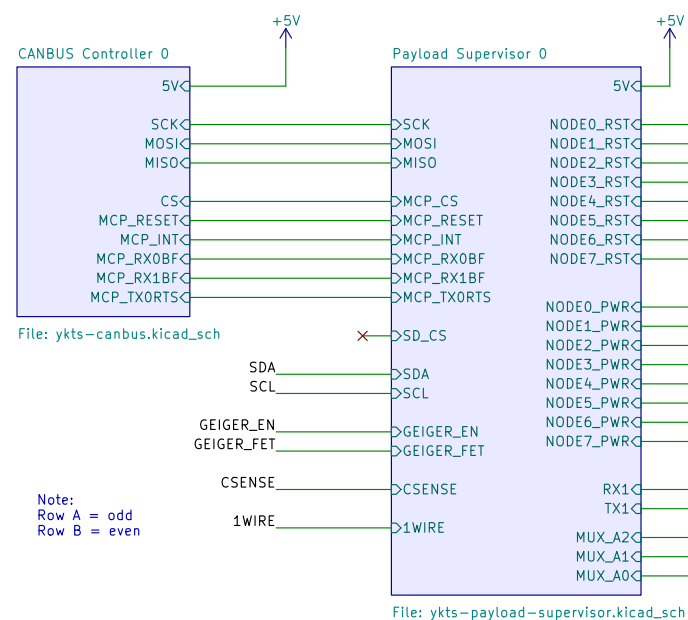 +5V
+5V
CANBUS Controller 0
Payload Supervisor 0
5V
5V
SCK
SCK
NODE0_RST
MOSI
MOSI
NODE1_RST
MISO
MISO
NODE2_RST
NODE3_RST
CS
MCP_CS
NODE4_RST
MCP_RESET
MCP_RESET
NODE5_RST
MCP_INT
MCP_INT
NODE6_RST
MCP_RX0BF
MCP_RX0BF
NODE7_RST
MCP_RX1BF
MCP_RX1BF
MCP_TX0RTS
MCP_TX0RTS
NODE0_PWR
NODE1_PWR
File: ykts-canbus.kicad_sch
SD_CS
NODE2_PWR
NODE3_PWR
SDA
SDA
NODE4_PWR
SCL
SCL
NODE5_PWR
GEIGER_EN
GEIGER_EN
NODE6_PWR
GEIGER_FET
GEIGER_FET
NODE7_PWR
CSENSE
CSENSE
RX1
Note:
Row A = odd
Row B = even
TX1
1WIRE
1WIRE
MUX_A2
MUX_A1
MUX_A0
File: ykts-payload-supervisor.kicad_sch